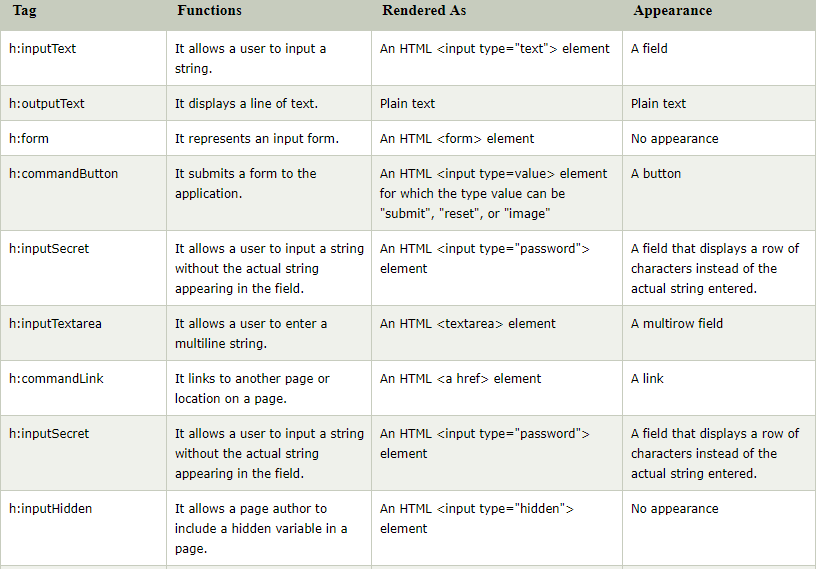 Tag Functions Rendered As Appearance
h:inputText It allows a user to input a An HTML <input type="text"> element A field
string.
h:outputText It displays a line of text. Plain text Plain text
h:form It represents an input form. An HTML <form> element No appearance
h:commandButton It submits a form to the An HTML <input type=value> element A button
application. for which the type value can be
"submit", "reset", or "image"
h:inputSecret It allows a user to input a string An HTML <input type="password"> A field that displays a row of
without the actual string element characters instead of the
appearing in the field. actual string entered.
h:inputTextarea It allows a user to enter a An HTML <textarea> element A multirow field
multiline string.
h:commandLink It links to another page or An HTML <a href> element A link
location on a page.
h:inputSecret It allows a user to input a string An HTML <input type="password"> A field that displays a row of
without the actual string element characters instead of the
appearing in the field. actual string entered.
h:inputHidden It allows a page author to An HTML <input type="hidden"> No appearance
include a hidden variable in a element
page.